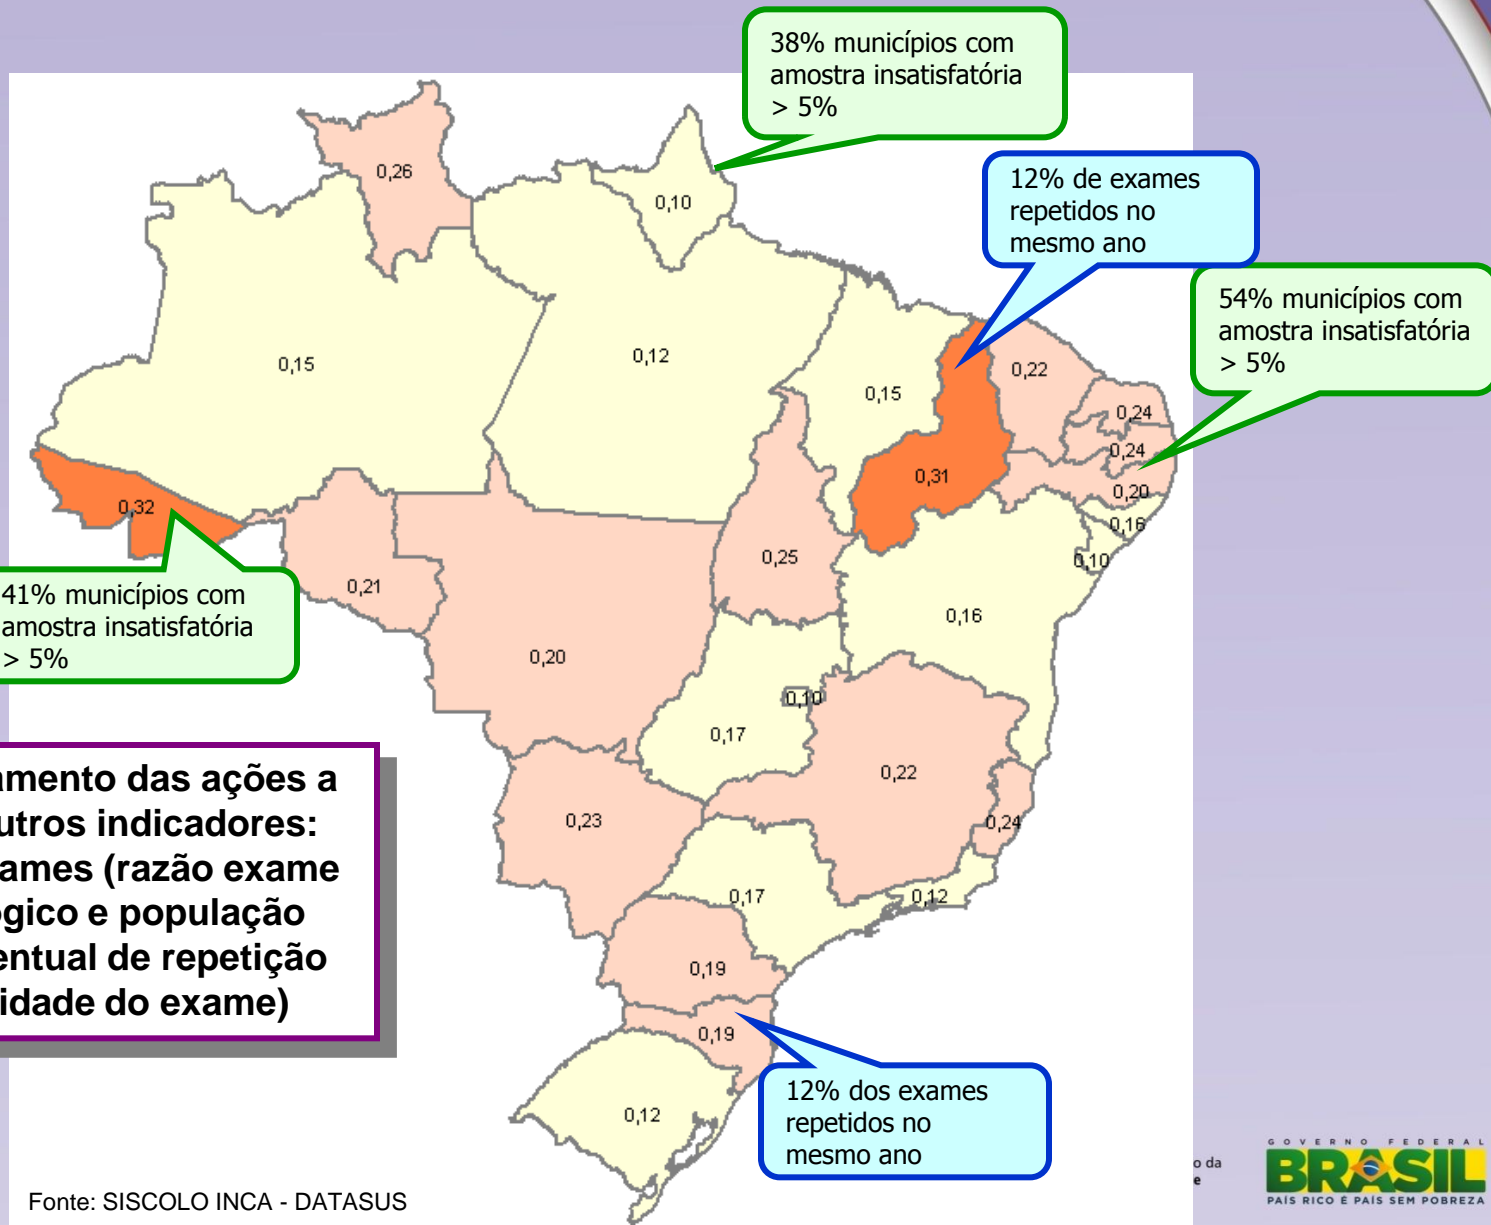 38% municípios com
amostra insatisfatória
> 5%
12% de exames
repetidos no
mesmo ano
54% municípios com
amostra insatisfatória
> 5%
0,26
0,10
0,15
0,12
0,15
0,22
0,24
0,24
0,20
0,16
0,10
0,31
0,32
0,21
0,25
0,16
0,20
0,10
0,17
0,22
0,23
0,24
0,17
0,12
0,19
0,19
0,12
41% municípios com
amostra insatisfatória
> 5%
amento das ações a
utros indicadores:
ames (razão exame
ógico e população
entual de repetição
idade do exame)
12% dos exames
repetidos no
mesmo ano
Fonte: SISCOLO INCA - DATASUS
o da
e
GOVERNO FEDERAL
BRASIL
PAÍS RICO É PAÍS SEM POBREZA